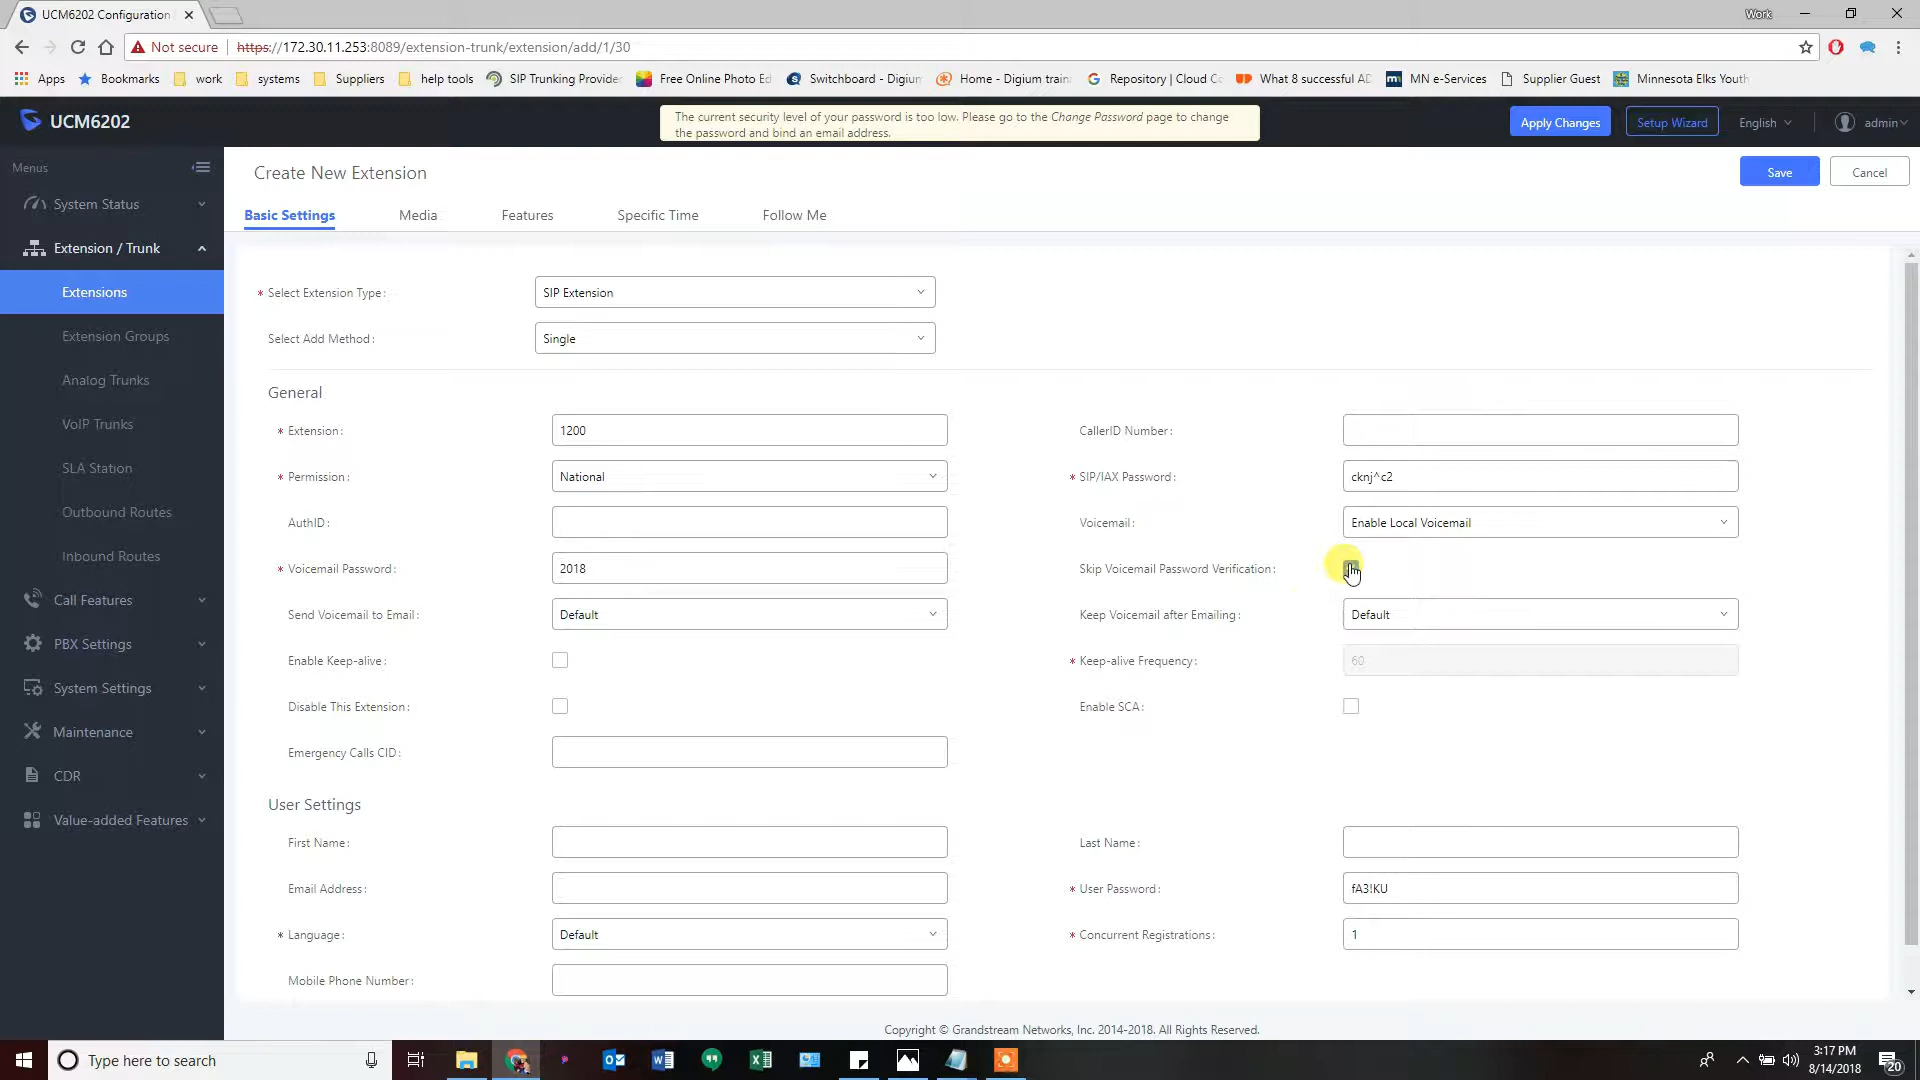 UCM6202 Configuration
Work
Not secure
https://172.30.11.253:8089/extension-trunk/extension/add/1/30
Apps
Bookmarks
work
systems
Suppliers
help tools
SIP Trunking Provide
Free Online Photo Ed
Switchboard - Digium
Home - Digium train
Repository | Cloud Co
What 8 successful AD
MN e-Services
Supplier Guest
Minnesota Elks Youth
UCM6202
The current security level of your password is too low. Please go to the Change Password page to change
the password and bind an email address.
Apply Changes
Setup Wizard
English
admin
Menus
System Status
Extension / Trunk
Extensions
Extension Groups
Analog Trunks
VoIP Trunks
SLA Station
Outbound Routes
Inbound Routes
Call Features
PBX Settings
System Settings
Maintenance
CDR
Value-added Features
Create New Extension
Save
Cancel
Basic Settings
Media
Features
Specific Time
Follow Me
* Select Extension Type:
SIP Extension
Select Add Method:
Single
General
* Extension:
1200
CallerID Number:
* Permission:
National
* SIP/IAX Password:
cknj^c2
AuthID:
Voicemail:
Enable Local Voicemail
* Voicemail Password:
2018
Skip Voicemail Password Verification:
Send Voicemail to Email:
Default
Keep Voicemail after Emailing:
Default
Enable Keep-alive:
* Keep-alive Frequency:
60
Disable This Extension:
Enable SCA:
Emergency Calls CID:
User Settings
First Name:
Last Name:
Email Address:
* User Password:
fA3!KU
* Language:
Default
* Concurrent Registrations:
1
Mobile Phone Number:
Copyright © Grandstream Networks, Inc. 2014-2018. All Rights Reserved.
Type here to search
3:17 PM
8/14/2018
20